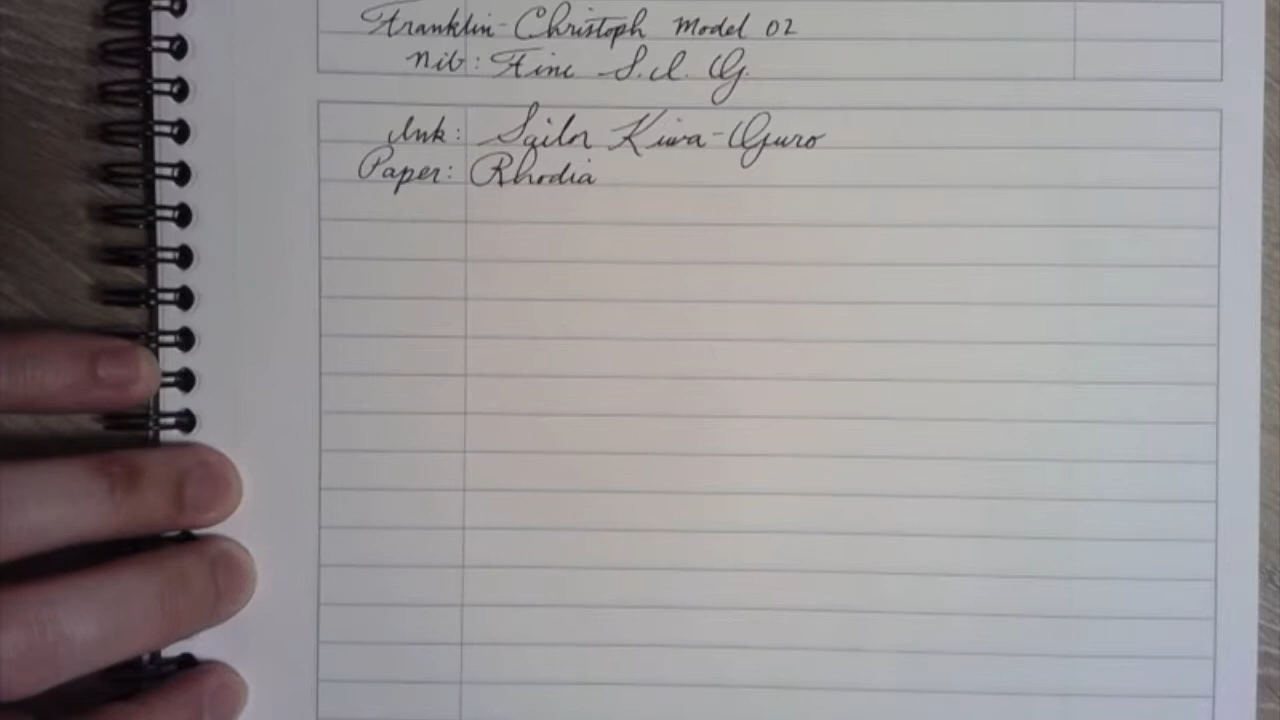 Franklin-Christoph Model 02
Nib: Fine S.I.G.
Ink: Sailor Kiwa-Guro
Paper: Rhodia